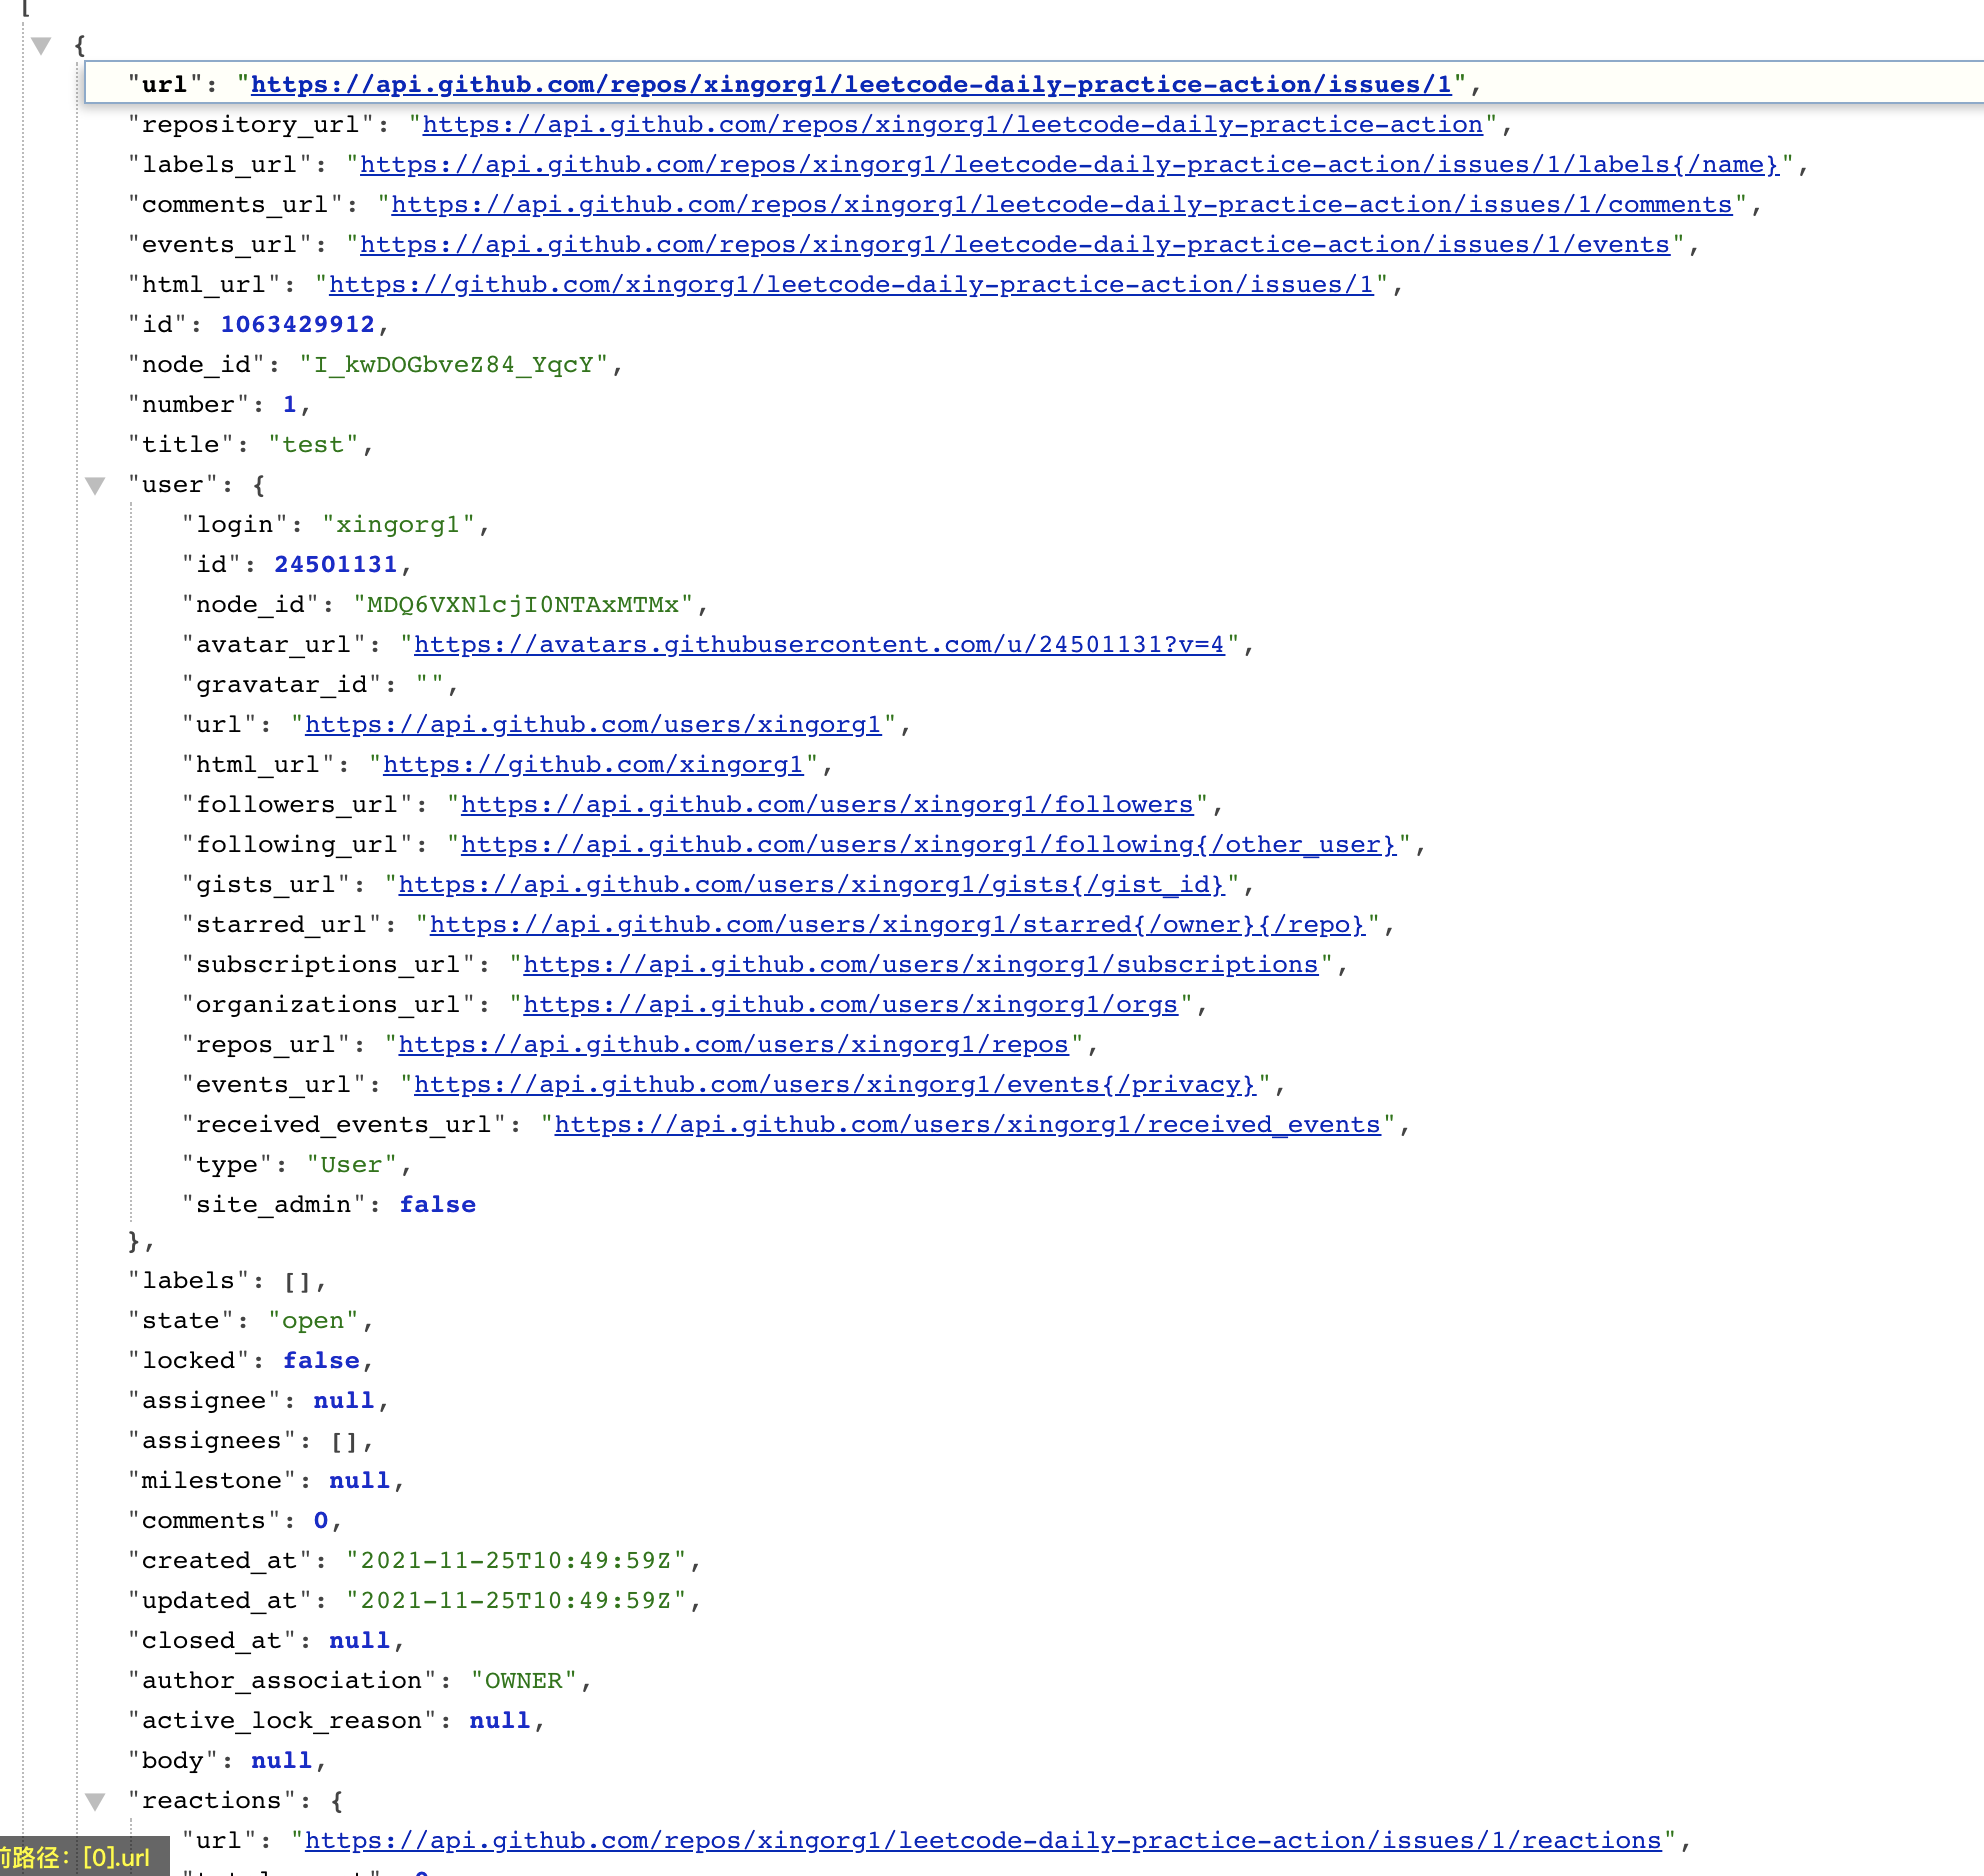 [
{
"url": "https://api.github.com/repos/xingorg1/leetcode-daily-practice-action/issues/1",
"repository_url": "https://api.github.com/repos/xingorg1/leetcode-daily-practice-action",
"labels_url": "https://api.github.com/repos/xingorg1/leetcode-daily-practice-action/issues/1/labels{/name}",
"comments_url": "https://api.github.com/repos/xingorg1/leetcode-daily-practice-action/issues/1/comments",
"events_url": "https://api.github.com/repos/xingorg1/leetcode-daily-practice-action/issues/1/events",
"html_url": "https://github.com/xingorg1/leetcode-daily-practice-action/issues/1",
"id": 1063429912,
"node_id": "I_kwDOGbveZ84_YqcY",
"number": 1,
"title": "test",
"user": {
"login": "xingorg1",
"id": 24501131,
"node_id": "MDQ6VXNlcjI0NTAxMTMx",
"avatar_url": "https://avatars.githubusercontent.com/u/24501131?v=4",
"gravatar_id": "",
"url": "https://api.github.com/users/xingorg1",
"html_url": "https://github.com/xingorg1",
"followers_url": "https://api.github.com/users/xingorg1/followers",
"following_url": "https://api.github.com/users/xingorg1/following{/other_user}",
"gists_url": "https://api.github.com/users/xingorg1/gists{/gist_id}",
"starred_url": "https://api.github.com/users/xingorg1/starred{/owner}{/repo}",
"subscriptions_url": "https://api.github.com/users/xingorg1/subscriptions",
"organizations_url": "https://api.github.com/users/xingorg1/orgs",
"repos_url": "https://api.github.com/users/xingorg1/repos",
"events_url": "https://api.github.com/users/xingorg1/events{/privacy}",
"received_events_url": "https://api.github.com/users/xingorg1/received_events",
"type": "User",
"site_admin": false
},
"labels": [],
"state": "open",
"locked": false,
"assignee": null,
"assignees": [],
"milestone": null,
"comments": 0,
"created_at": "2021-11-25T10:49:59Z",
"updated_at": "2021-11-25T10:49:59Z",
"closed_at": null,
"author_association": "OWNER",
"active_lock_reason": null,
"body": null,
"reactions": {
"url": "https://api.github.com/repos/xingorg1/leetcode-daily-practice-action/issues/1/reactions",
前路径：[0].url